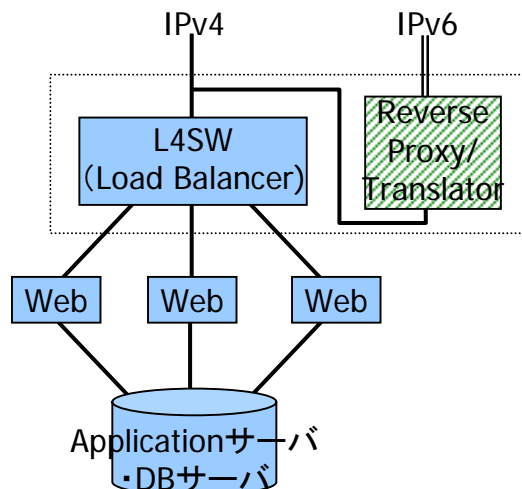 IPv4
IPv6
L4SW
(Load Balancer)
Reverse
Proxy/
Translator
Web
Web
Web
Applicationサーバ
・DBサーバ